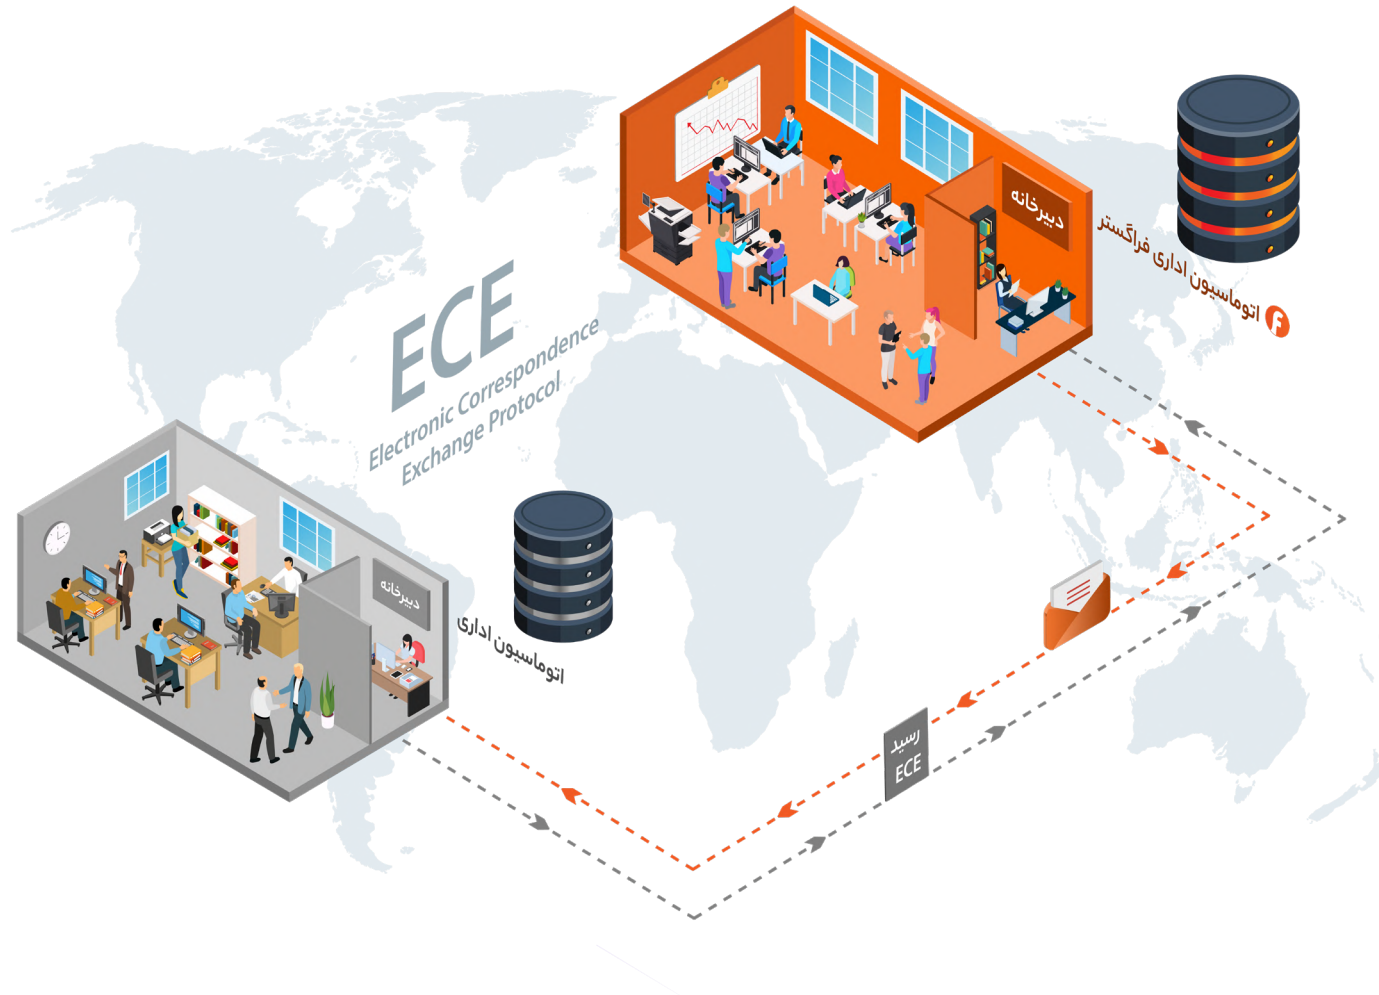 دبیرخانه
اتوماسیون اداری فراگستر
ECE
Electronic Correspondence
Exchange Protocol
دبیرخانه
اتوماسیون اداری
رسید
ECE